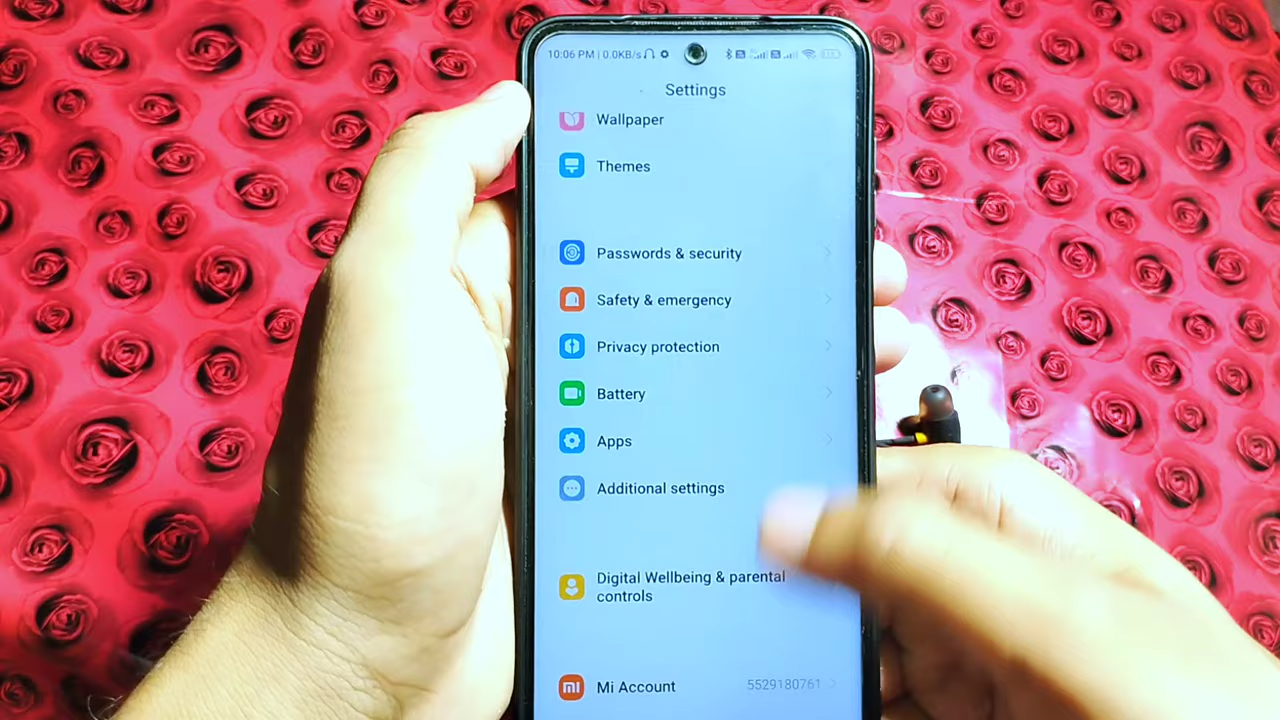 10:06 PM | 0.0KB/s
Settings
Wallpaper
Themes
Passwords & security
Safety & emergency
Privacy protection
Battery
Apps
Additional settings
Digital Wellbeing & parental
controls
mi Mi Account 5529180761